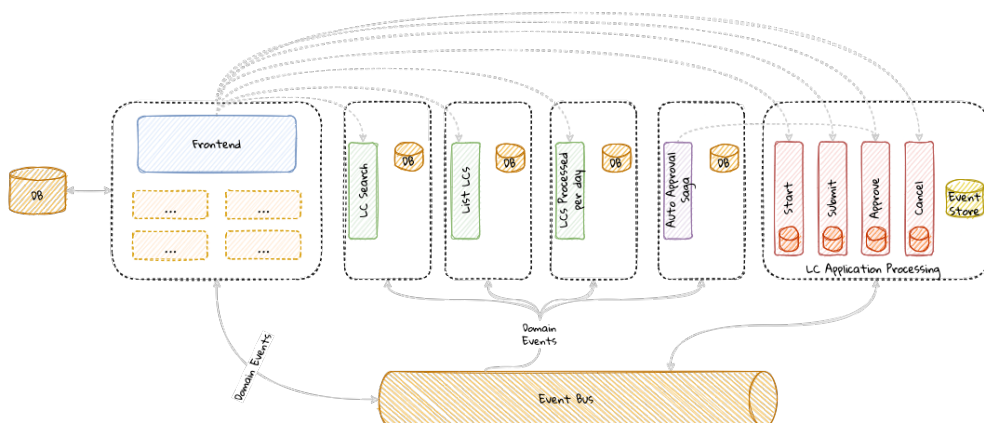 Frontend
DB
...
...
...
...
LC Search
DB
List LCs
DB
LCs Processed
per day
DB
Auto Approval
Saga
DB
Start
Submit
Approve
Cancel
Event
Store
LC Application Processing
Domain Events
Domain
Events
Event Bus